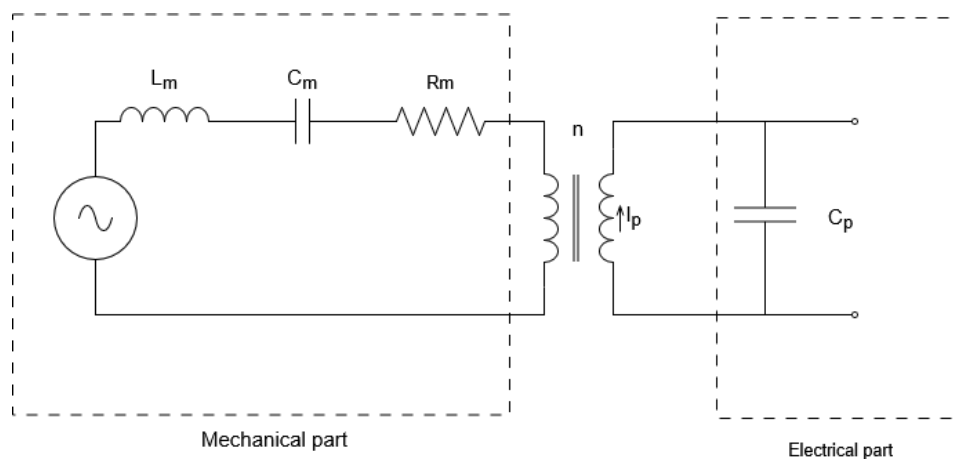 Lm
Cm
Rm
n
Ip
Cp
Mechanical part
Electrical part